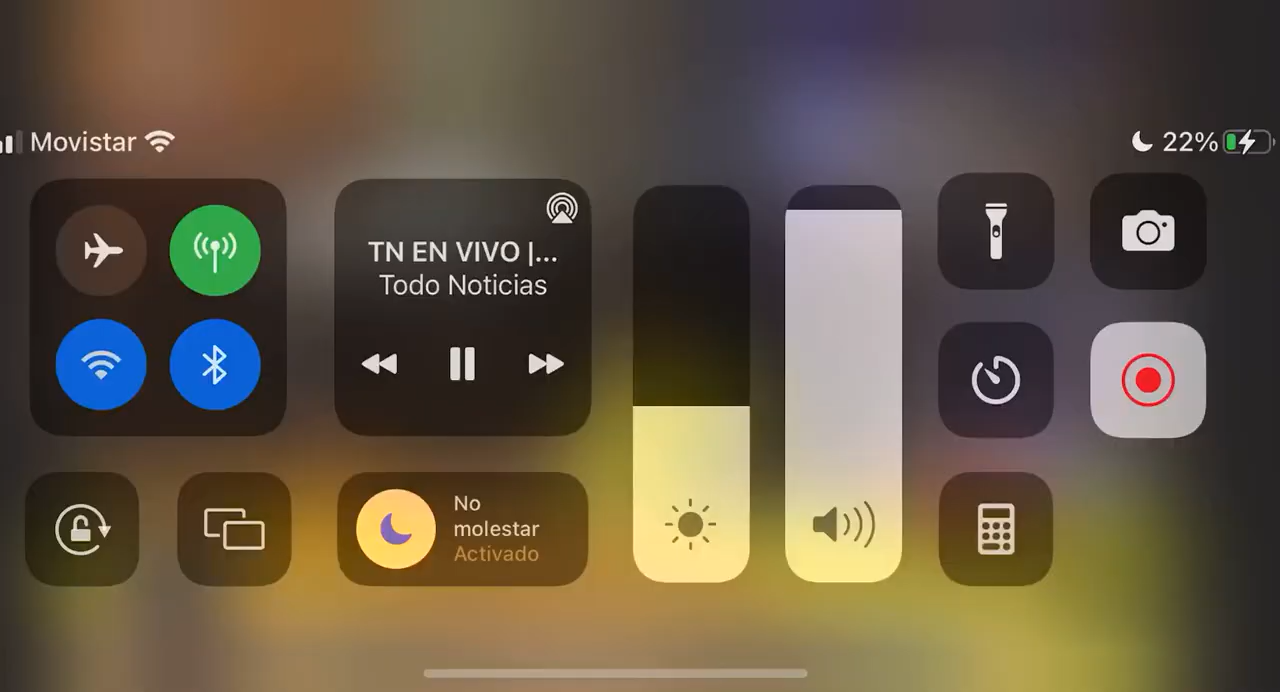 Movistar
22%
TN EN VIVO |...
Todo Noticias
No
molestar
Activado